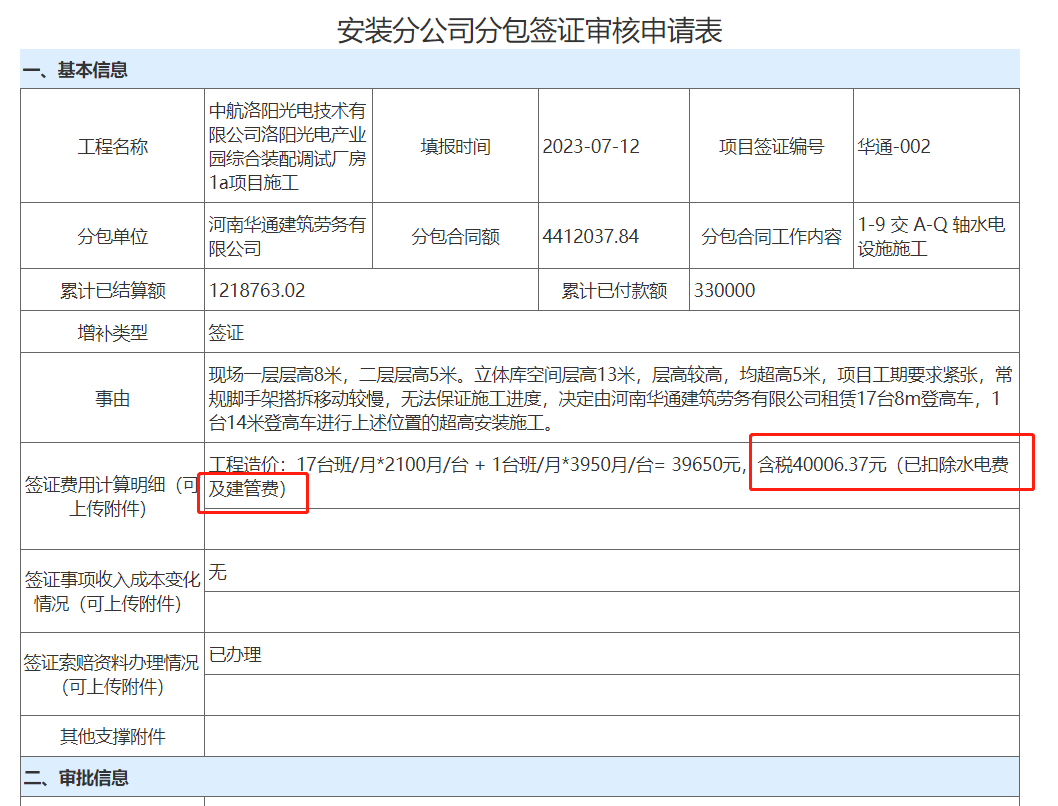 安装分公司分包签证审核申请表
一、基本信息
工程名称
中航洛阳光电技术有
限公司洛阳光电产业
园综合装配调试厂房
1a项目施工
填报时间
2023-07-12
项目签证编号
华通-002
分包单位
河南华通建筑劳务有
限公司
分包合同额
4412037.84
分包合同工作内容
1-9 交 A-Q 轴水电
设施施工
累计已结算额
1218763.02
累计已付款额
330000
增补类型
签证
事由
现场一层层高8米，二层层高5米。立体库空间层高13米，层高较高，均超高5米，项目工期要求紧张，常
规脚手架搭拆移动较慢，无法保证施工进度，决定由河南华通建筑劳务有限公司租赁17台8m登高车，1
台14米登高车进行上述位置的超高安装施工。
签证费用计算明细（可
上传附件）
工程造价：17台班/月*2100月/台 + 1台班/月*3950月/台= 39650元，含税40006.37元（已扣除水电费
及建管费）
签证事项收入成本变化
情况（可上传附件）
无
签证索赔资料办理情况
（可上传附件）
已办理
其他支撑附件
二、审批信息